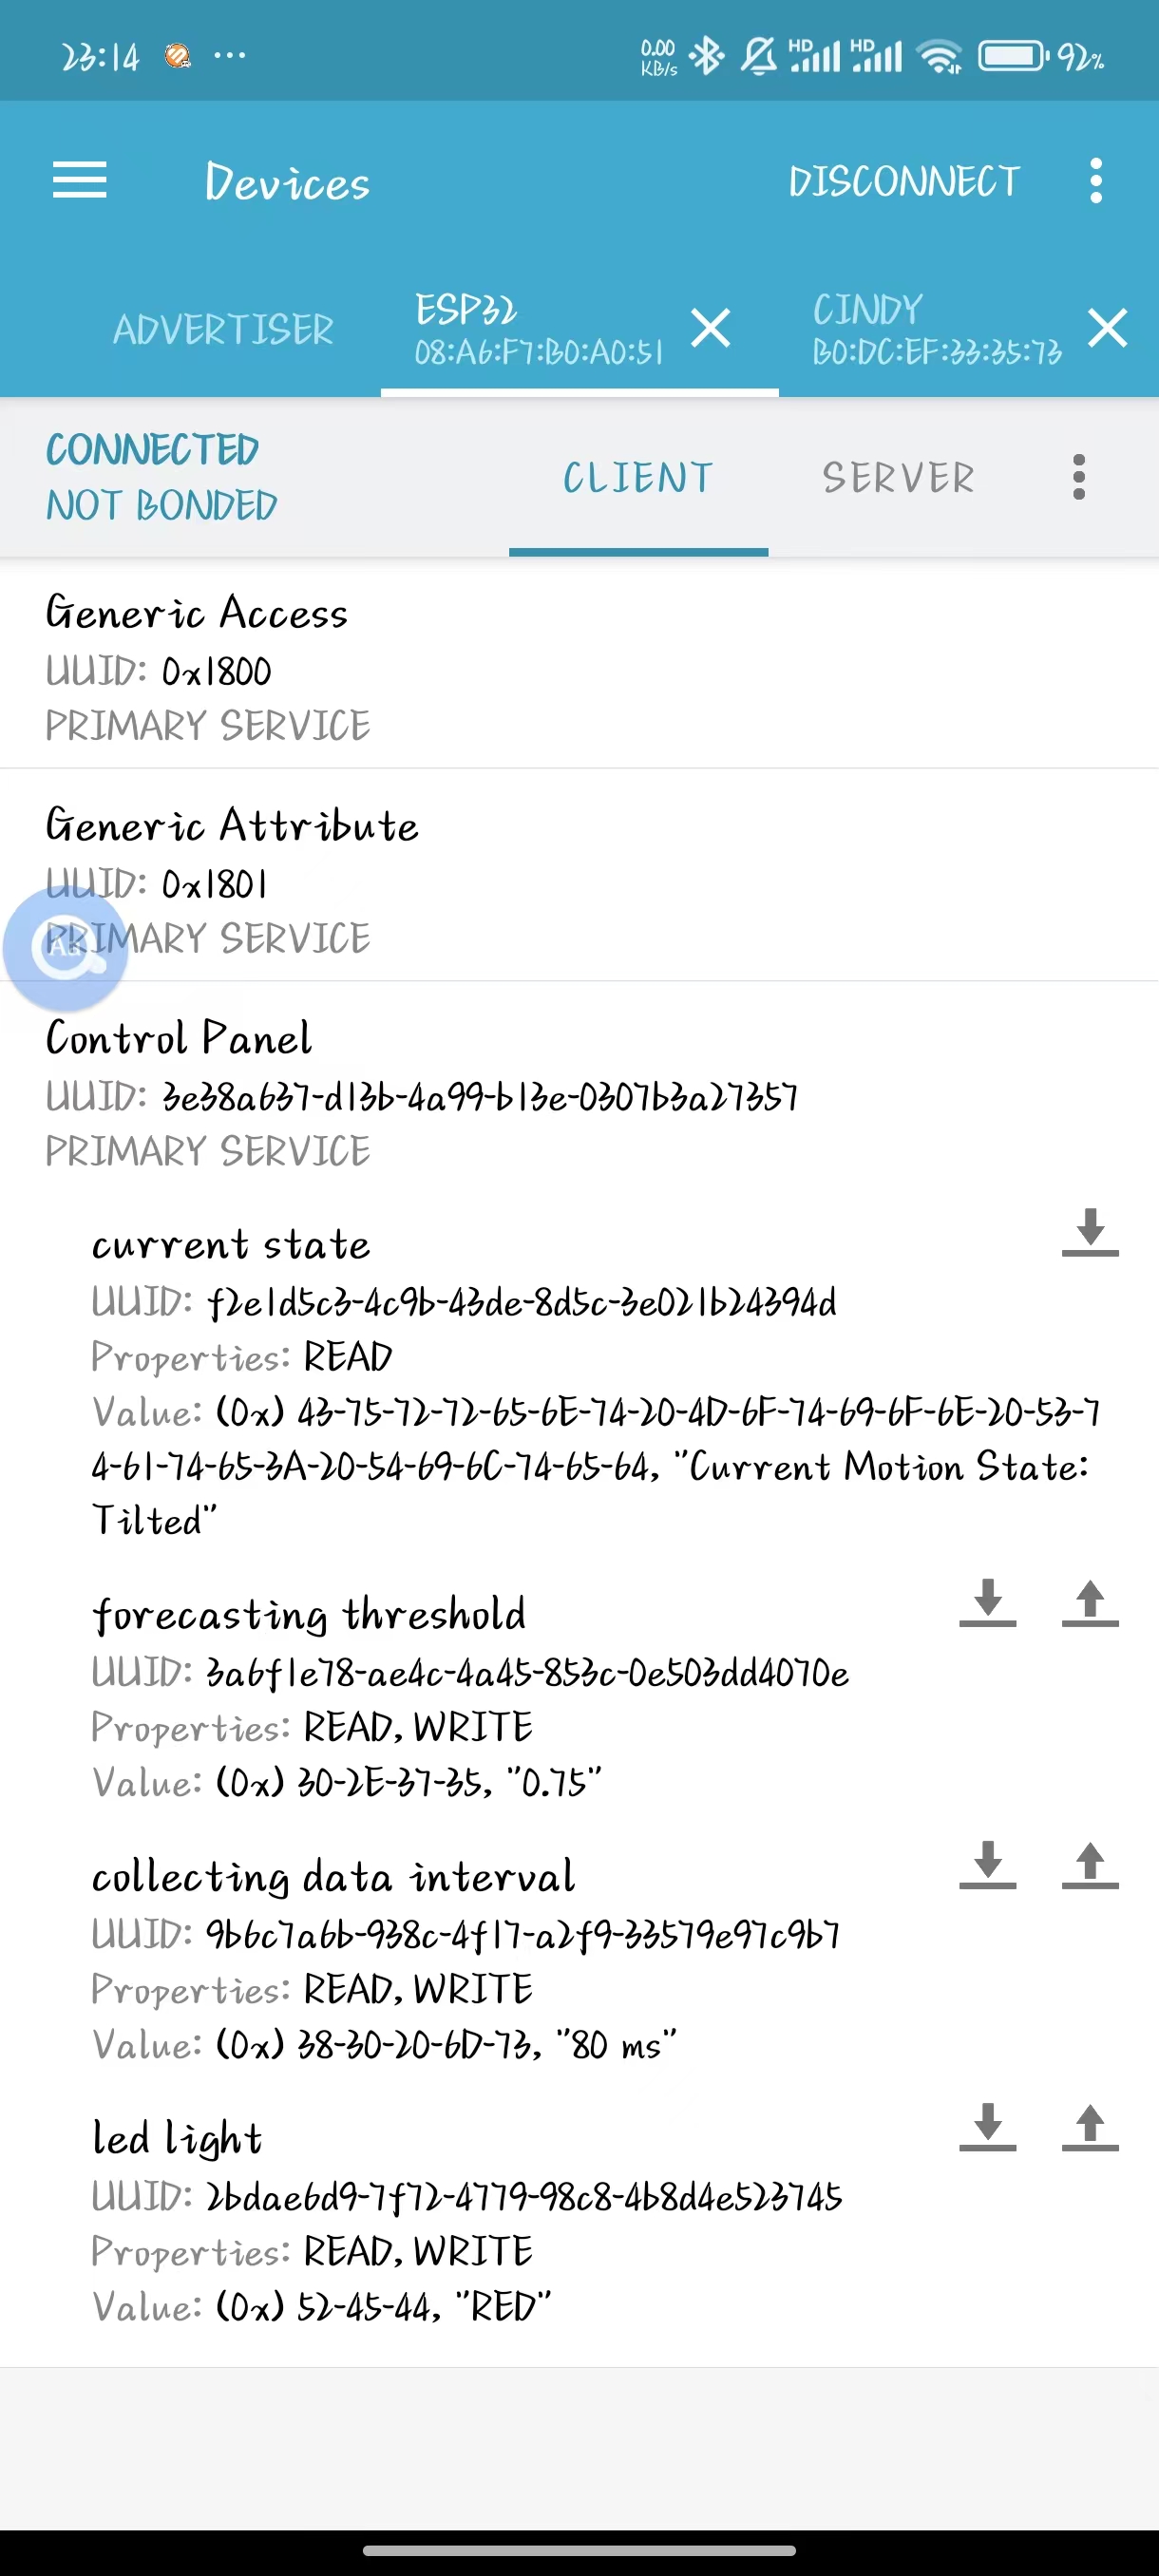 23:14 ...
0.00 KB/s HD HD 92%
Devices DISCONNECT
ADVERTISER ESP32 CINDY
08:A6:F7:B0:A0:51 B0:DC:EF:33:35:73
CONNECTED
NOT BONDED CLIENT SERVER
Generic Access
UUID: 0x1800
PRIMARY SERVICE
Generic Attribute
UUID: 0x1801
PRIMARY SERVICE
Aa
Control Panel
UUID: 3e38a637-d13b-4a99-b13e-0307b3a27357
PRIMARY SERVICE
current state
UUID: f2e1d5c3-4c9b-43de-8d5c-3e021b24394d
Properties: READ
Value: (0x) 43-75-72-72-65-6E-74-20-4D-6F-74-69-6F-6E-20-53-7
4-61-74-65-3A-20-54-69-6C-74-65-64, "Current Motion State:
Tilted"
forecasting threshold
UUID: 3a6f1e78-ae4c-4a45-853c-0e503dd4070e
Properties: READ, WRITE
Value: (0x) 30-2E-37-35, "0.75"
collecting data interval
UUID: 9b6c7a6b-938c-4f17-a2f9-33579e97c9b7
Properties: READ, WRITE
Value: (0x) 38-30-20-6D-73, "80 ms"
led light
UUID: 2bdae6d9-7f72-4779-98c8-4b8d4e523745
Properties: READ, WRITE
Value: (0x) 52-45-44, "RED"